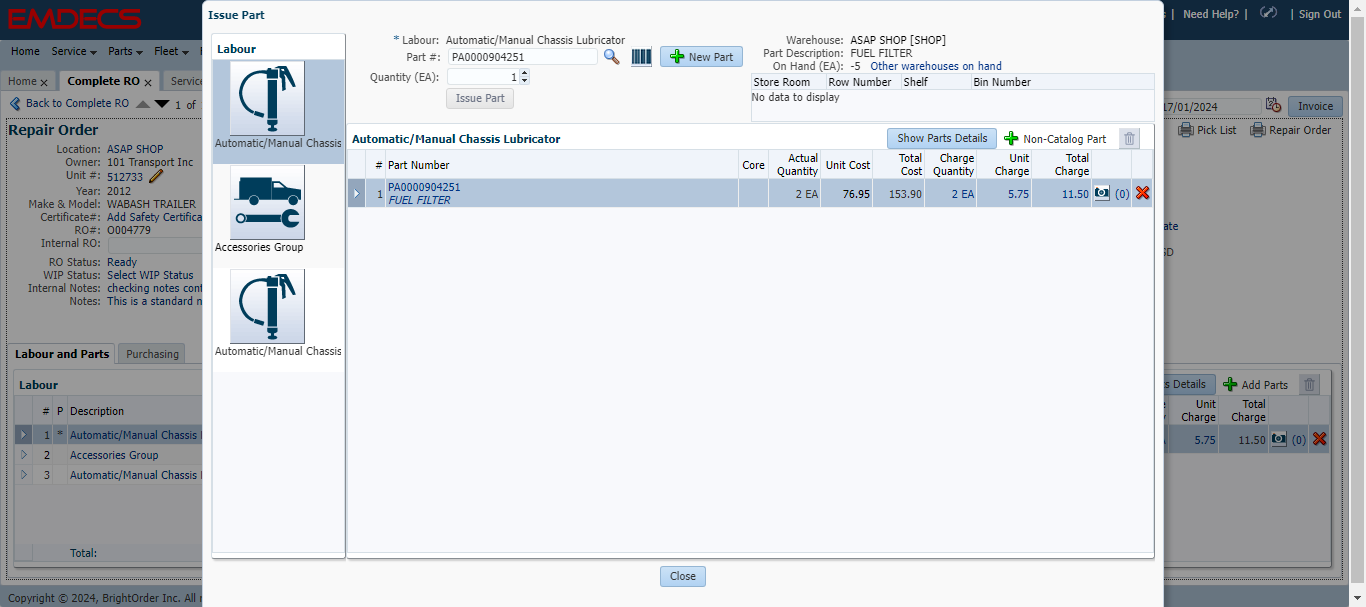 EMDECS
Need Help? | | Sign Out
Home Service Parts Fleet
Home x Complete RO x Service
Back to Complete RO 1 of
17/01/2024 Invoice
Pick List Repair Order
Repair Order
Location: ASAP SHOP
Owner: 101 Transport Inc
Unit #: 512733
Year: 2012
Make & Model: WABASH TRAILER
Certificate#: Add Safety Certifica
RO#: O004779
Internal RO:
RO Status: Ready
WIP Status: Select WIP Status
Internal Notes: checking notes cont
Notes: This is a standard n
Labour and Parts Purchasing
Labour
# P Description
1 * Automatic/Manual Chassis
2 Accessories Group
3 Automatic/Manual Chassis
Total:
Copyright © 2024, BrightOrder Inc. All
Issue Part
Labour
Automatic/Manual Chassis
Accessories Group
Automatic/Manual Chassis
* Labour: Automatic/Manual Chassis Lubricator
Part #: PA0000904251 New Part
Quantity (EA): 1
Issue Part
Warehouse: ASAP SHOP [SHOP]
Part Description: FUEL FILTER
On Hand (EA): -5 Other warehouses on hand
Store Room Row Number Shelf Bin Number
No data to display
Automatic/Manual Chassis Lubricator Show Parts Details Non-Catalog Part
# Part Number Core Actual Quantity Unit Cost Total Cost Charge Quantity Unit Charge Total Charge
1 PA0000904251 2 EA 76.95 153.90 2 EA 5.75 11.50 (0)
FUEL FILTER
Close
ate
SD
s Details Add Parts
Unit Charge Total Charge
5.75 11.50 (0)